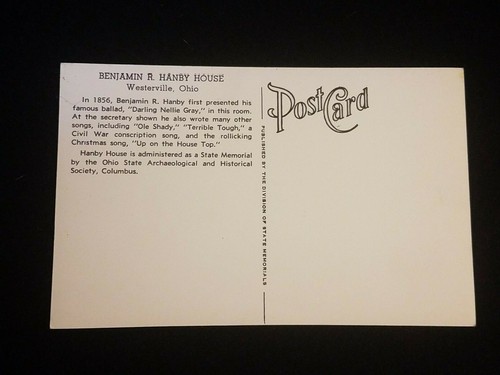 BENJAMIN R. HANBY HOUSE
Westerville, Ohio
In 1856, Benjamin R. Hanby first presented his
famous ballad, "Darling Nellie Gray," in this room.
At the secretary shown he also wrote many other
songs, including "Ole Shady," "Terrible Tough," a
Civil War conscription song, and the rollicking
Christmas song, "Up on the House Top."
Hanby House is administered as a State Memorial
by the Ohio State Archaeological and Historical
Society, Columbus.
PostCard
PUBLISHED BY THE DIVISION OF STATE MEMORIALS